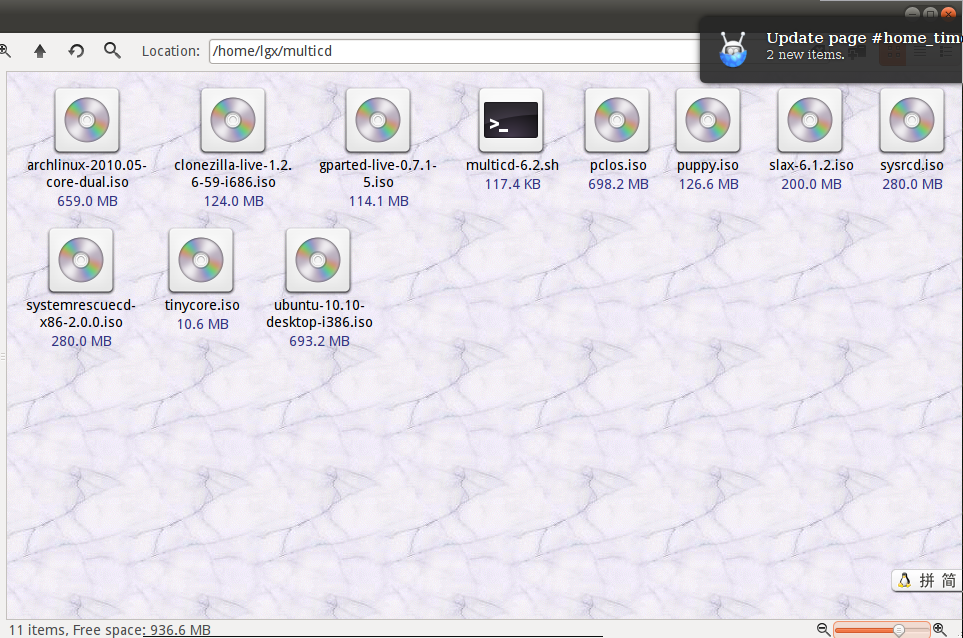 Location: /home/lgx/multicd
Update page #home_tim
2 new items.
archlinux-2010.05-
core-dual.iso
659.0 MB
clonezilla-live-1.2.
6-59-i686.iso
124.0 MB
gparted-live-0.7.1-
5.iso
114.1 MB
multicd-6.2.sh
117.4 KB
pclos.iso
698.2 MB
puppy.iso
126.6 MB
slax-6.1.2.iso
200.0 MB
sysrcd.iso
280.0 MB
systemrescuecd-
x86-2.0.0.iso
280.0 MB
tinycore.iso
10.6 MB
ubuntu-10.10-
desktop-i386.iso
693.2 MB
拼 简
11 items, Free space: 936.6 MB